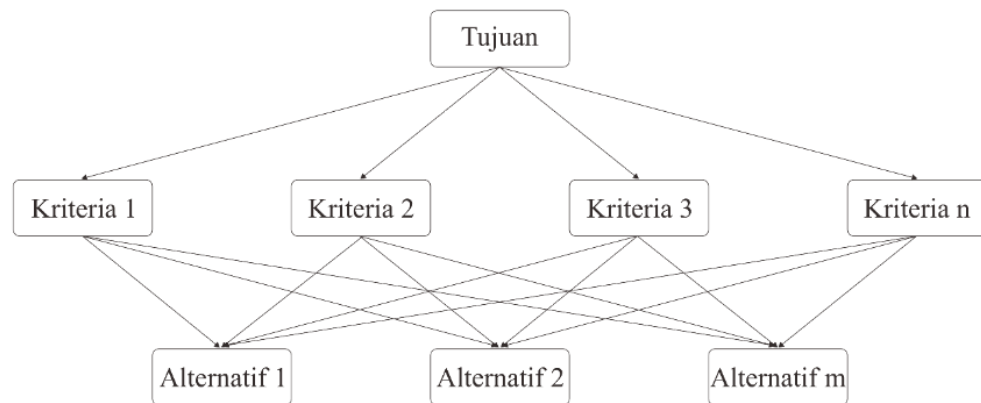 Tujuan
Kriteria 1
Kriteria 2
Kriteria 3
Kriteria n
Alternatif 1
Alternatif 2
Alternatif m